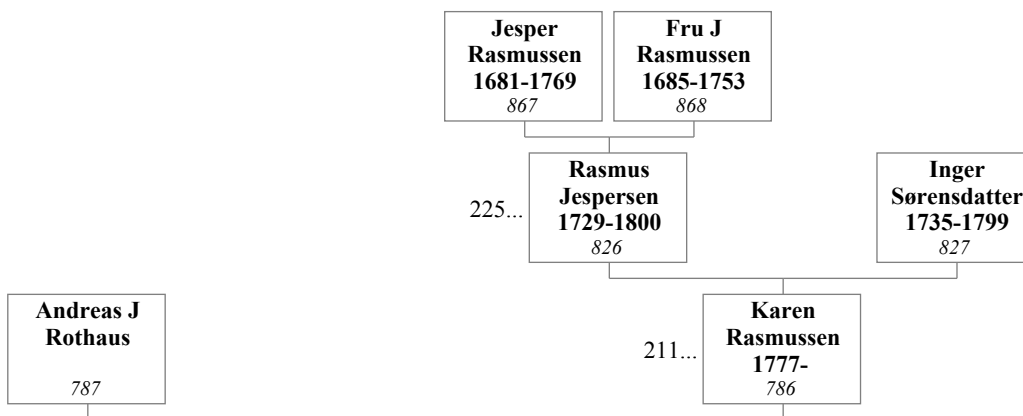 Jesper
Rasmussen
1681-1769
867
Fru J
Rasmussen
1685-1753
868
225...
Rasmus
Jespersen
1729-1800
826
Inger
Sørensdatter
1735-1799
827
Andreas J
Rothaus
787
211...
Karen
Rasmussen
1777-
786